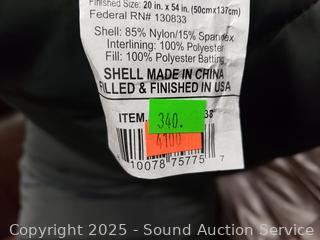 Finished Size: 20 in. x 54 in. (50cmx137cm)
Federal RN# 130833
Shell: 85% Nylon/15% Spandex
Interlining: 100% Polyester
Fill: 100% Polyester Batting
SHELL MADE IN CHINA
FILLED & FINISHED IN USA
ITEM
38
340.
4100
10078 75775 7
Copyright 2025 - Sound Auction Service